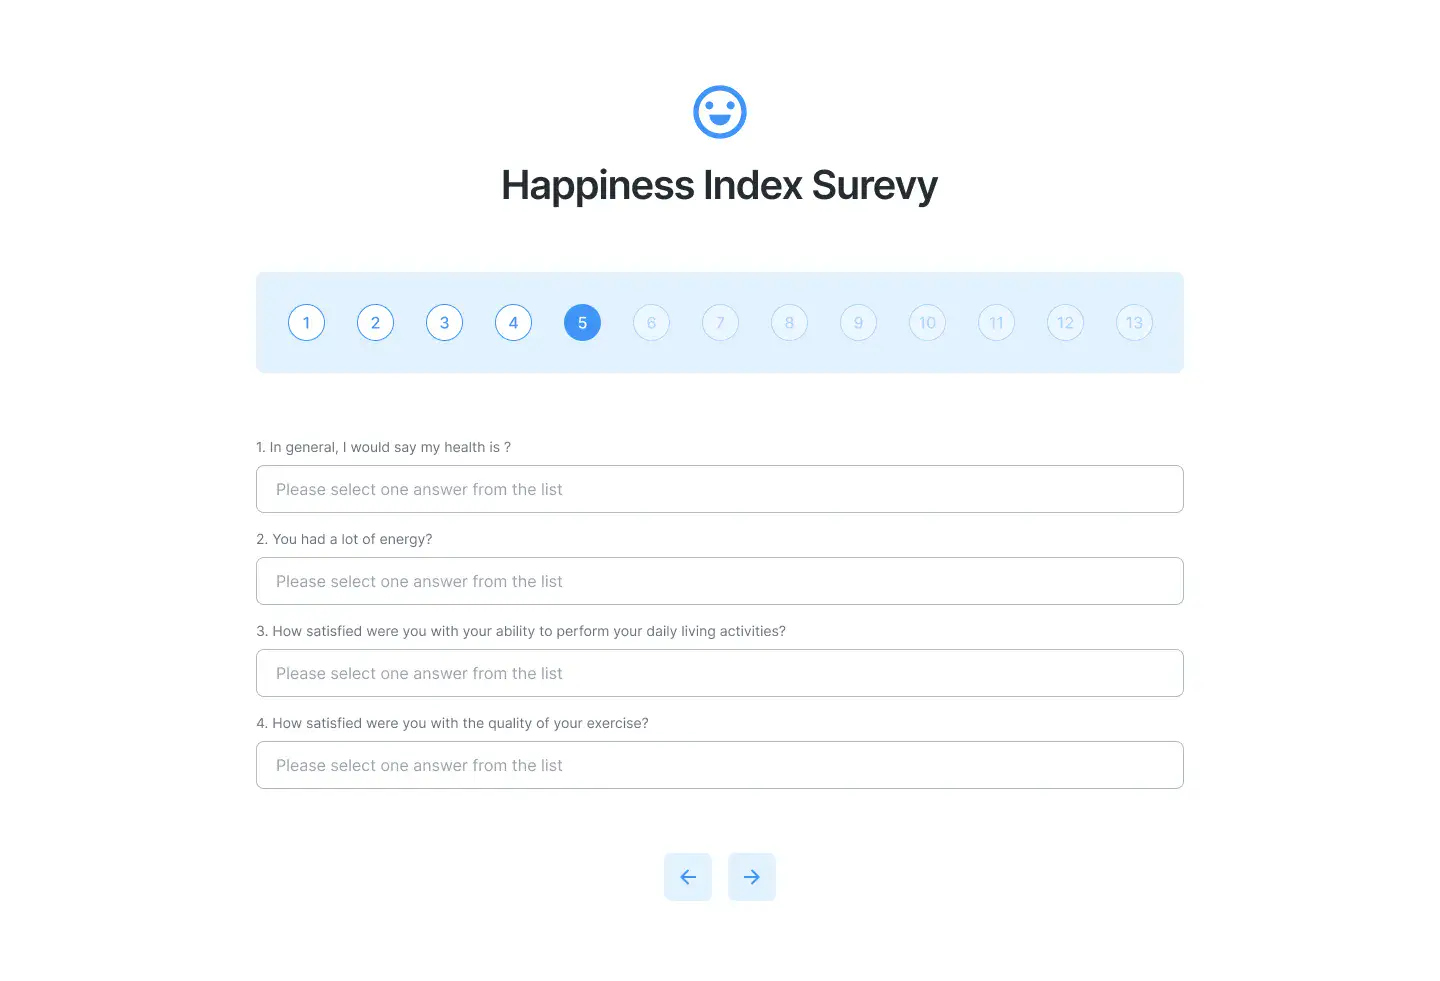 Happiness Index Surevy
1 2 3 4 5 6 7 8 9 10 11 12 13
1. In general, I would say my health is ?
Please select one answer from the list
2. You had a lot of energy?
Please select one answer from the list
3. How satisfied were you with your ability to perform your daily living activities?
Please select one answer from the list
4. How satisfied were you with the quality of your exercise?
Please select one answer from the list